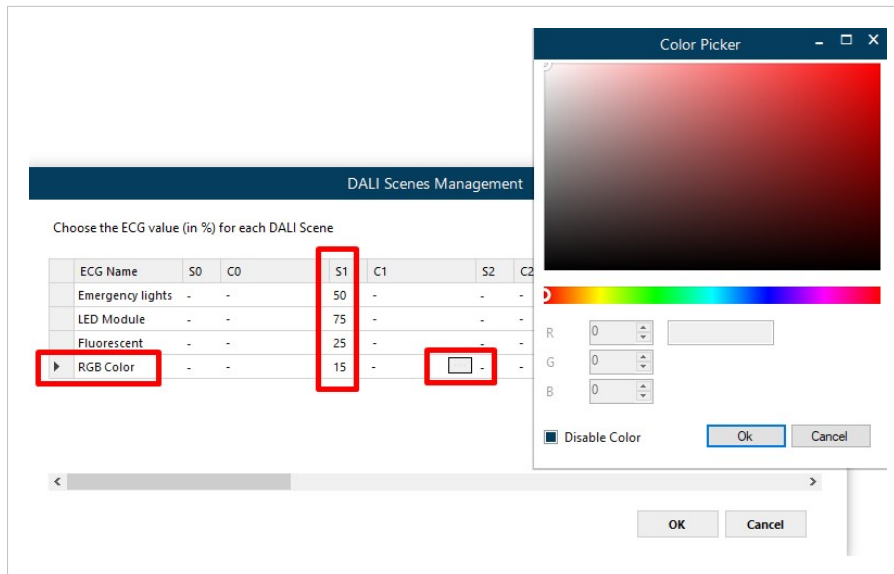 Color Picker
DALI Scenes Management
Choose the ECG value (in %) for each DALI Scene
ECG Name S0 C0 S1 C1 S2 C2
Emergency lights - - 50 - - -
LED Module - - 75 - - -
Fluorescent - - 25 - - -
RGB Color - - 15 - - -
R 0
G 0
B 0
Disable Color Ok Cancel
OK Cancel